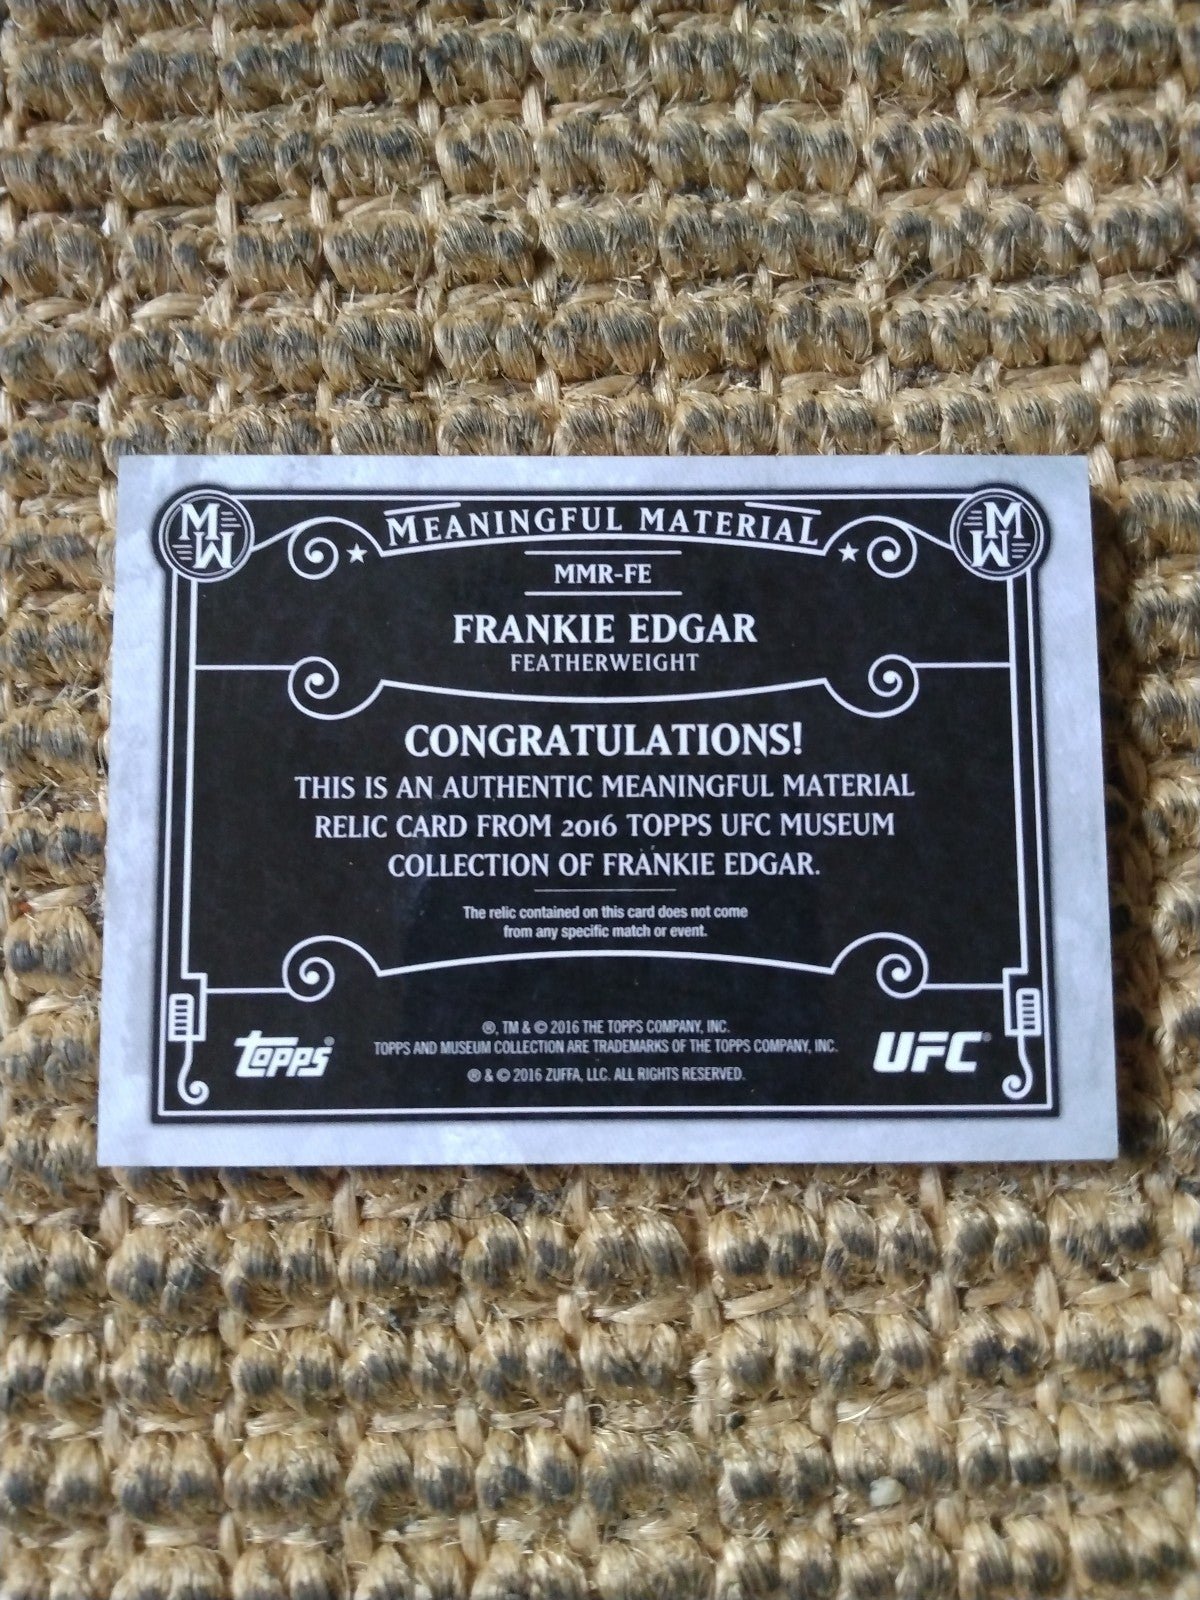 MW
MEANINGFUL MATERIAL
MW
MMR-FE
FRANKIE EDGAR
FEATHERWEIGHT
CONGRATULATIONS!
THIS IS AN AUTHENTIC MEANINGFUL MATERIAL
RELIC CARD FROM 2016 TOPPS UFC MUSEUM
COLLECTION OF FRANKIE EDGAR.
The relic contained on this card does not come
from any specific match or event.
®, TM & © 2016 THE TOPPS COMPANY, INC.
TOPPS AND MUSEUM COLLECTION ARE TRADEMARKS OF THE TOPPS COMPANY, INC.
® & © 2016 ZUFFA, LLC. ALL RIGHTS RESERVED.
topps®
UFC®